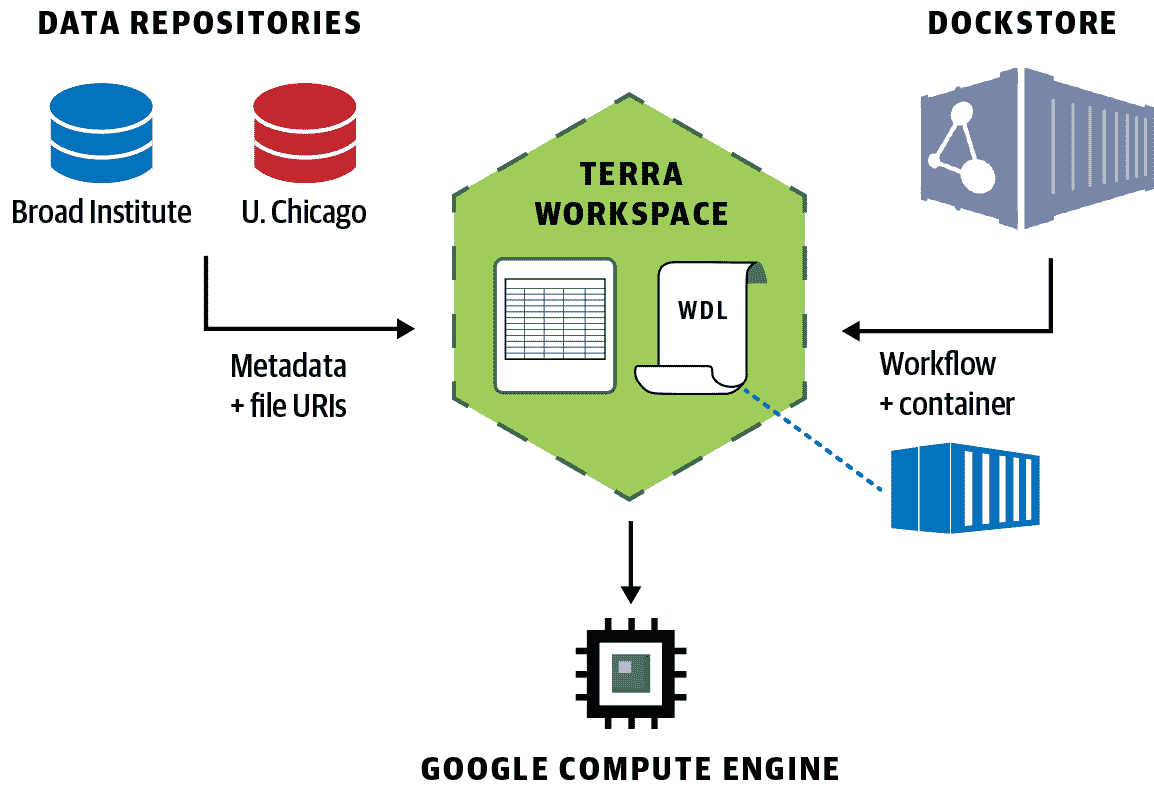 DATA REPOSITORIES
DOCKSTORE
Broad Institute
U. Chicago
TERRA
WORKSPACE
WDL
Metadata
+ file URIs
Workflow
+ container
GOOGLE COMPUTE ENGINE